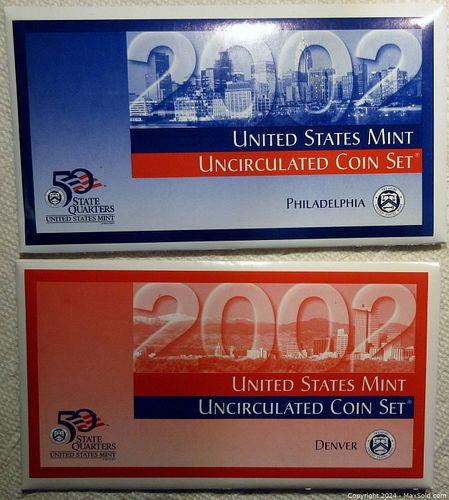 2002
UNITED STATES MINT
UNCIRCULATED COIN SET®
50
STATE
QUARTERS
UNITED STATES MINT
PHILADELPHIA
2002
UNITED STATES MINT
UNCIRCULATED COIN SET®
50
STATE
QUARTERS
UNITED STATES MINT
DENVER
Copyright 2024 - MaxSold.com